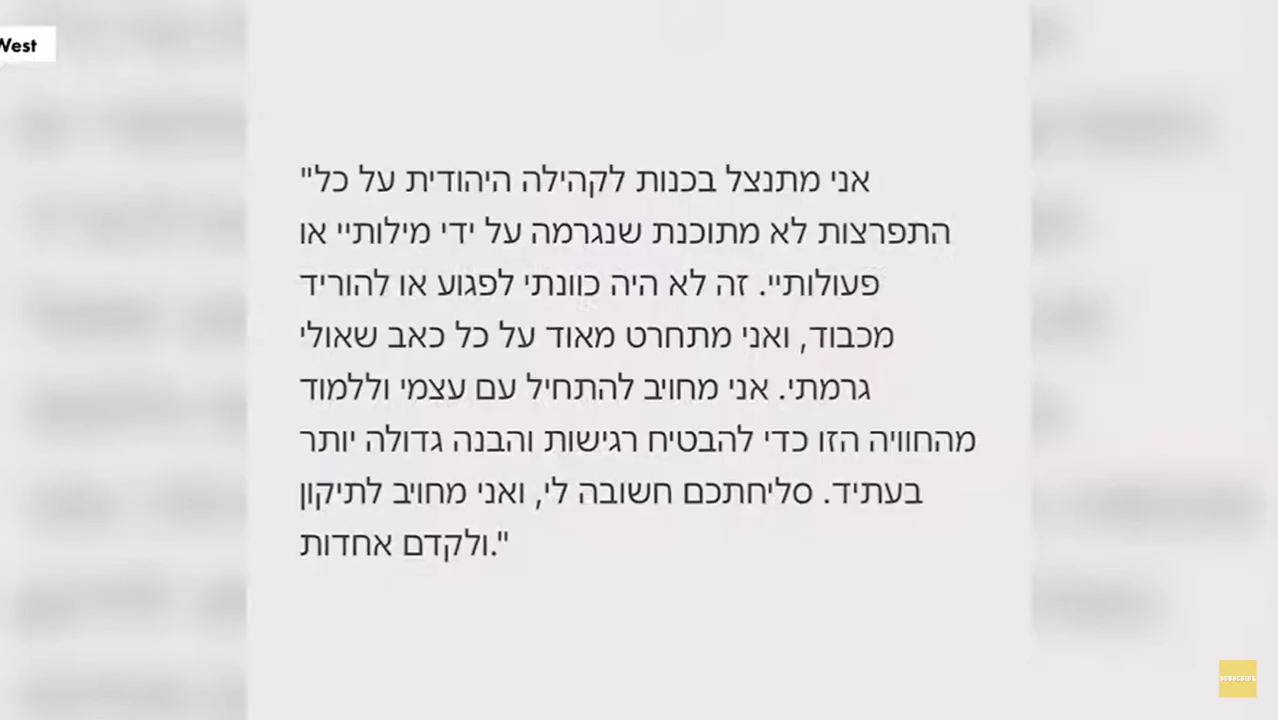 West
"אני מתנצל בכנות לקהילה היהודית על כל
התפרצות לא מתוכנת שנגרמה על ידי מילותיי או
פעולותיי. זה לא היה כוונתי לפגוע או להוריד
מכבוד, ואני מתחרט מאוד על כל כאב שאולי
גרמתי. אני מחויב להתחיל עם עצמי וללמוד
מהחוויה הזו כדי להבטיח רגישות והבנה גדולה יותר
בעתיד. סליחתכם חשובה לי, ואני מחויב לתיקון
ולקדם אחדות."
SUBSCRIBE